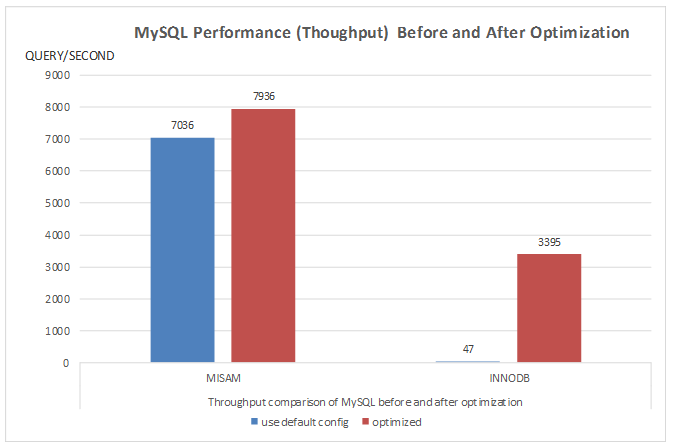 MySQL Performance (Thoughput) Before and After Optimization
QUERY/SECOND
9000
8000
7000
6000
5000
4000
3000
2000
1000
0
7036
7936
47
3395
MISAM
INNODB
Throughput comparison of MySQL before and after optimization
use default config
optimized